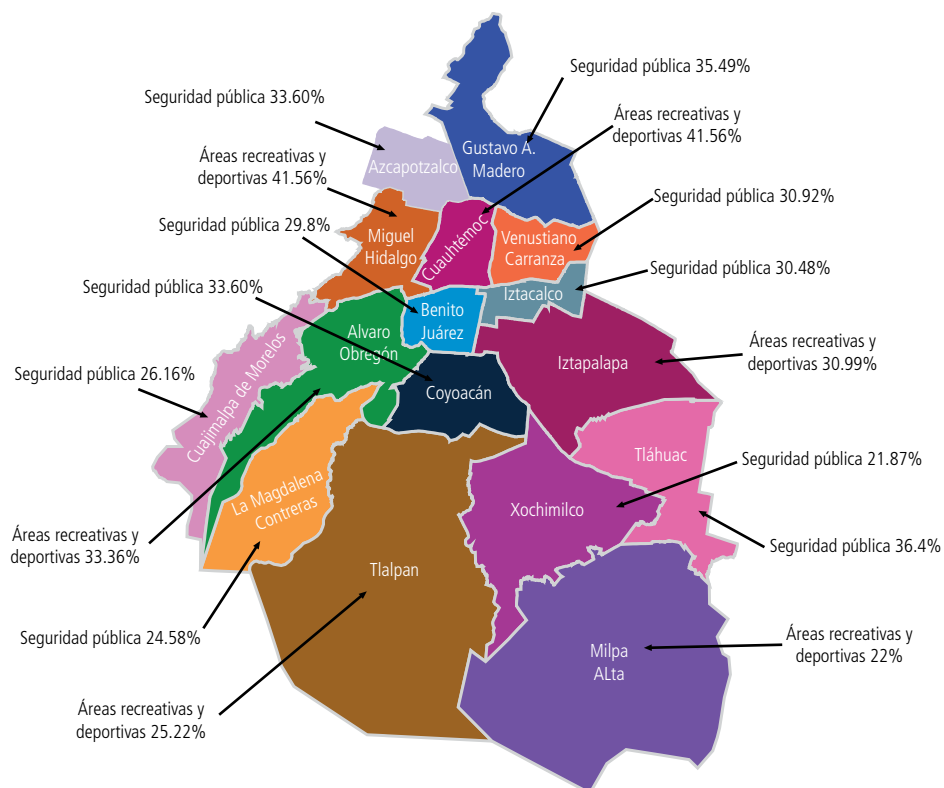 Seguridad pública 35.49%
Seguridad pública 33.60%
Áreas recreativas y
deportivas 41.56%
Gustavo A.
Madero
Azcapotzalco
Áreas recreativas y
deportivas 41.56%
Seguridad pública 30.92%
Seguridad pública 29.8%
Miguel
Hidalgo
Cuauhtémoc
Venustiano
Carranza
Seguridad pública 30.48%
Seguridad pública 33.60%
Iztacalco
Benito
Juárez
Alvaro
Obregón
Iztapalapa
Áreas recreativas y
deportivas 30.99%
Seguridad pública 26.16%
Cuajimalpa de Morelos
Coyoacán
Tláhuac
Seguridad pública 21.87%
La Magdalena
Contreras
Xochimilco
Áreas recreativas y
deportivas 33.36%
Seguridad pública 36.4%
Tlalpan
Seguridad pública 24.58%
Milpa
ALta
Áreas recreativas y
deportivas 22%
Áreas recreativas y
deportivas 25.22%